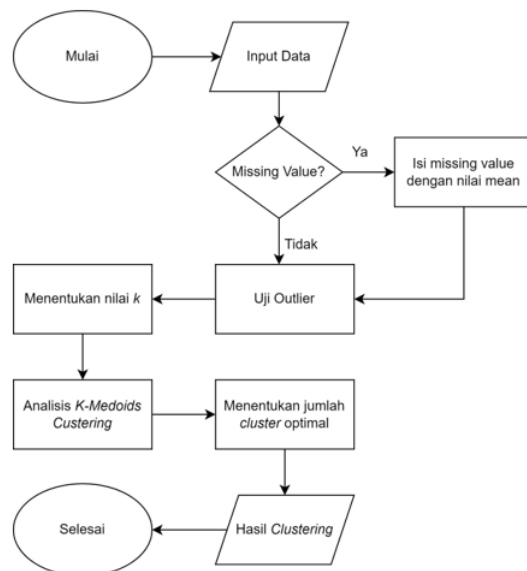 Mulai
Input Data
Missing Value?
Ya
Isi missing value
dengan nilai mean
Tidak
Uji Outlier
Menentukan nilai k
Analisis K-Medoids
Custering
Menentukan jumlah
cluster optimal
Hasil Clustering
Selesai